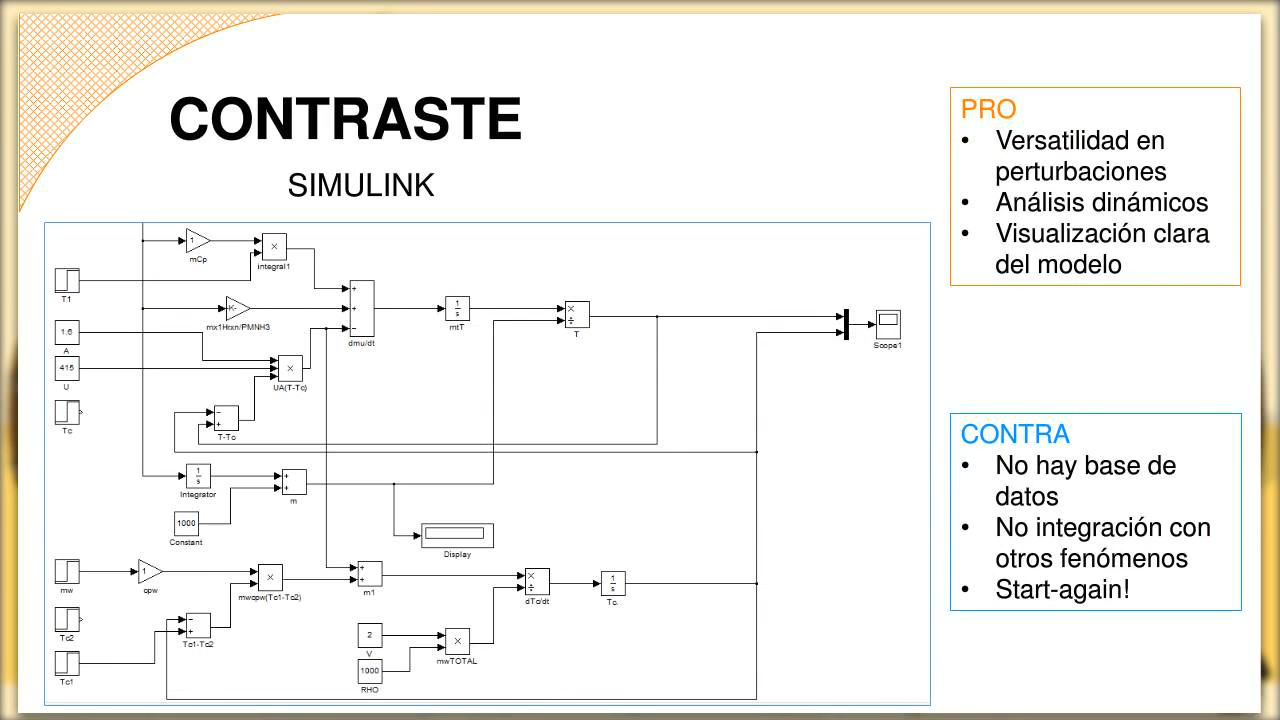 CONTRASTE
SIMULINK
PRO
• Versatilidad en
perturbaciones
• Análisis dinámicos
• Visualización clara
del modelo
CONTRA
• No hay base de
datos
• No integración con
otros fenómenos
• Start-again!
1
mCp
×
integral1
T1
K-
mx1Hrxn/PMNH3
dmu/dt
1
s
mtT
×
÷
T
Scope1
1.6
A
415
U
×
UA(T-Tc)
Tc
T-Tc
1
s
Integrator
m
1000
Constant
Display
mw
1
cpw
×
mwcpw(Tc1-Tc2)
m1
×
÷
dTc/dt
1
s
Tc.
Tc2
Tc1-Tc2
Tc1
2
V
×
mwTOTAL
1000
RHO